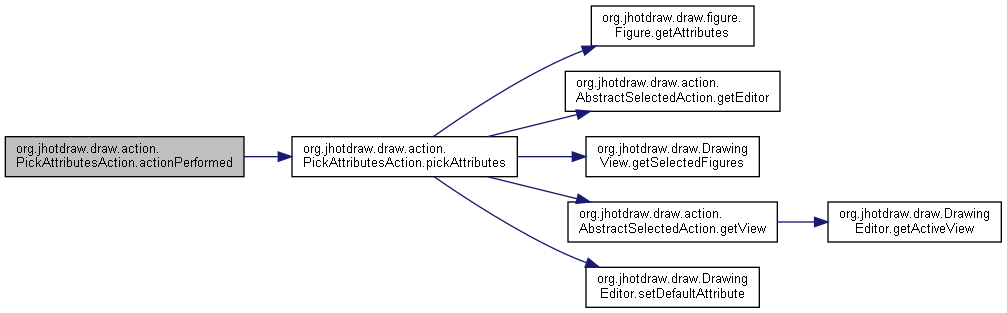 org.jhotdraw.draw.action.
PickAttributesAction.actionPerformed
org.jhotdraw.draw.action.
PickAttributesAction.pickAttributes
org.jhotdraw.draw.figure.
Figure.getAttributes
org.jhotdraw.draw.action.
AbstractSelectedAction.getEditor
org.jhotdraw.draw.Drawing
View.getSelectedFigures
org.jhotdraw.draw.action.
AbstractSelectedAction.getView
org.jhotdraw.draw.Drawing
Editor.getActiveView
org.jhotdraw.draw.Drawing
Editor.setDefaultAttribute